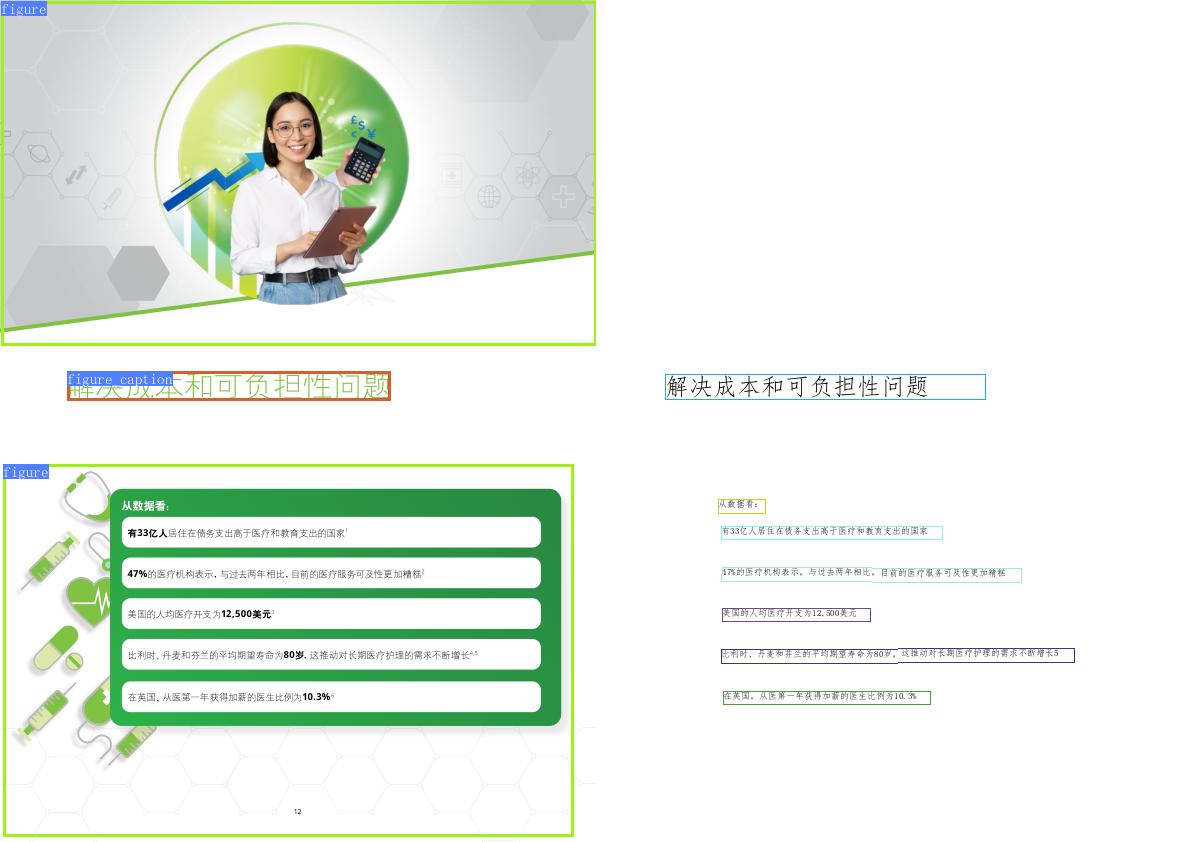 figure
£ $ € ¥
figure caption
解决成本和可负担性问题
解决成本和可负担性问题
figure
从数据看:
有33亿人居住在债务支出高于医疗和教育支出的国家1
47%的医疗机构表示,与过去两年相比,目前的医疗服务可及性更加糟糕2
美国的人均医疗开支为12,500美元3
比利时、丹麦和芬兰的平均期望寿命为80岁,这推动对长期医疗护理的需求不断增长4,5
在英国,从医第一年获得加薪的医生比例为10.3%6
12
从数据看:
有33亿人居住在债务支出高于医疗和教育支出的国家
47%的医疗机构表示,与过去两年相比,目前的医疗服务可及性更加糟糕
美国的人均医疗开支为12,500美元
比利时、丹麦和芬兰的平均期望寿命为80岁,这推动对长期医疗护理的需求不断增长5
在英国,从医第一年获得加薪的医生比例为10.3%